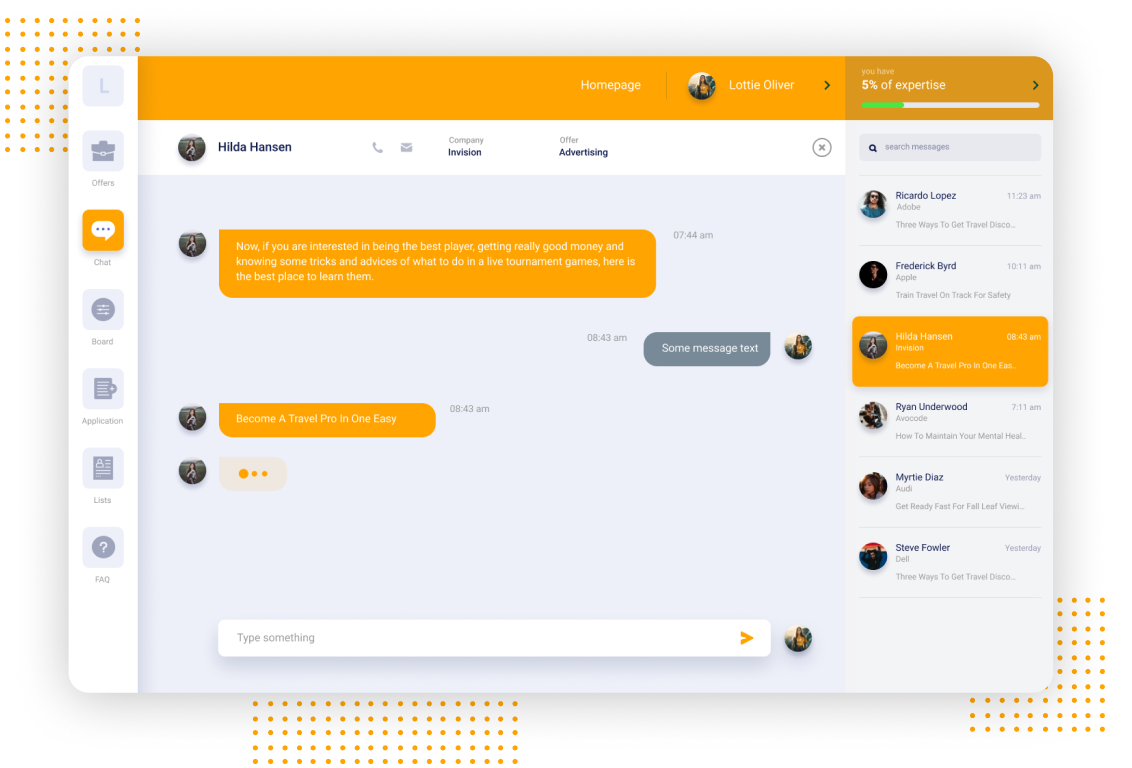 L
Offers
Chat
Board
Application
Lists
?
FAQ
Homepage
Lottie Oliver
you have
5% of expertise
Hilda Hansen
Company
Invision
Offer
Advertising
Now, if you are interested in being the best player, getting really good money and
knowing some tricks and advices of what to do in a live tournament games, here is
the best place to learn them.
07:44 am
08:43 am
Some message text
Become A Travel Pro In One Easy
08:43 am
Type something
search messages
Ricardo Lopez
11:23 am
Adobe
Three Ways To Get Travel Disco..
Frederick Byrd
10:11 am
Apple
Train Travel On Track For Safety
Hilda Hansen
08:43 am
Invision
Become A Travel Pro In One Eas..
Ryan Underwood
7:11 am
Avocode
How To Maintain Your Mental Heal..
Myrtie Diaz
Yesterday
Audi
Get Ready Fast For Fall Leaf Viewi..
Steve Fowler
Yesterday
Dell
Three Ways To Get Travel Disco..